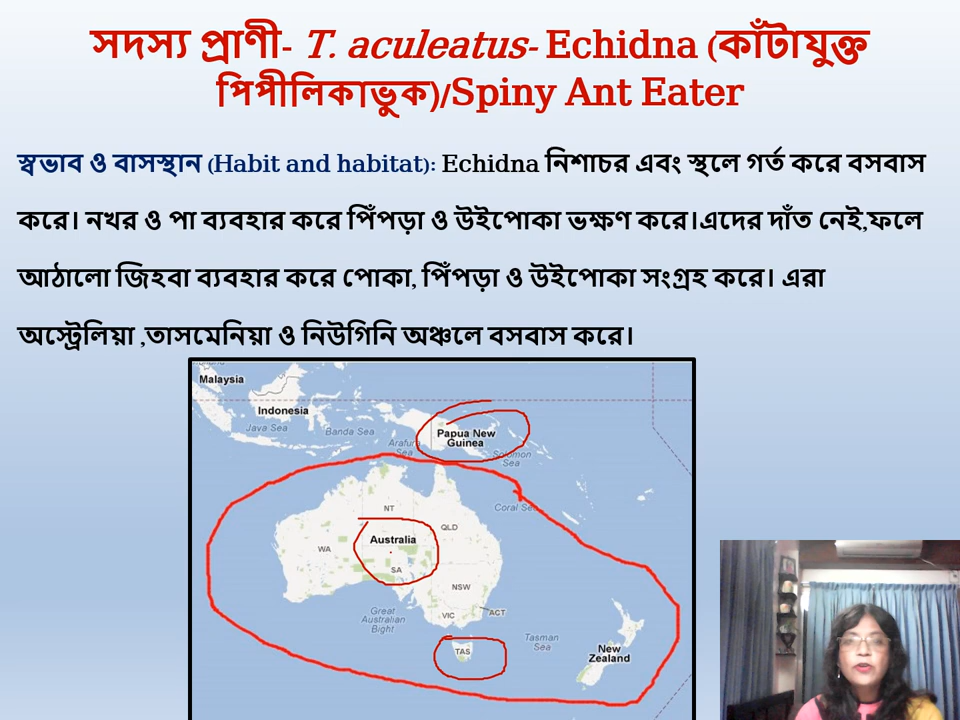 সদস্য প্রাণী- T. aculeatus- Echidna (কাঁটাযুক্ত
পিপীলিকাভুক)/Spiny Ant Eater
স্বভাব ও বাসস্থান (Habit and habitat): Echidna নিশাচর এবং স্থলে গর্ত করে বসবাস
করে। নখর ও পা ব্যবহার করে পিঁপড়া ও উইপোকা ভক্ষণ করে।এদের দাঁত নেই,ফলে
আঠালো জিহবা ব্যবহার করে পোকা, পিঁপড়া ও উইপোকা সংগ্রহ করে। এরা
অস্ট্রেলিয়া ,তাসমেনিয়া ও নিউগিনি অঞ্চলে বসবাস করে।
Malaysia
Indonesia
Java Sea
Banda Sea
Arafura
Sea
Papua New
Guinea
Solomon
Sea
Coral Sea
NT
QLD
WA
Australia
SA
NSW
ACT
VIC
Great
Australian
Bight
TAS
Tasman
Sea
New
Zealand